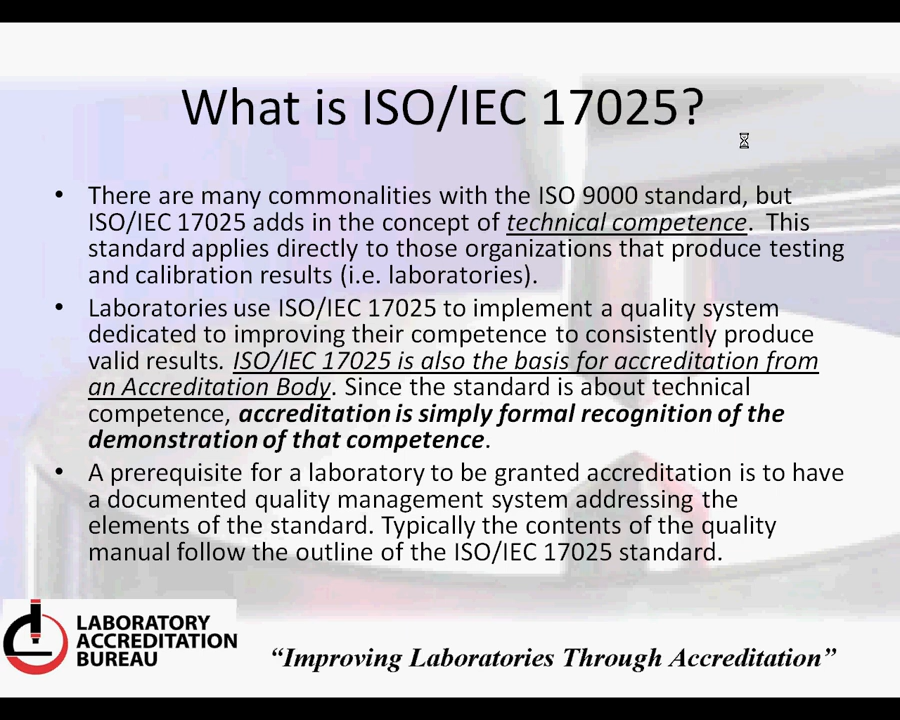 What is ISO/IEC 17025?
• There are many commonalities with the ISO 9000 standard, but
ISO/IEC 17025 adds in the concept of technical competence. This
standard applies directly to those organizations that produce testing
and calibration results (i.e. laboratories).
• Laboratories use ISO/IEC 17025 to implement a quality system
dedicated to improving their competence to consistently produce
valid results. ISO/IEC 17025 is also the basis for accreditation from
an Accreditation Body. Since the standard is about technical
competence, accreditation is simply formal recognition of the
demonstration of that competence.
• A prerequisite for a laboratory to be granted accreditation is to have
a documented quality management system addressing the
elements of the standard. Typically the contents of the quality
manual follow the outline of the ISO/IEC 17025 standard.
LABORATORY
ACCREDITATION
BUREAU
“Improving Laboratories Through Accreditation”